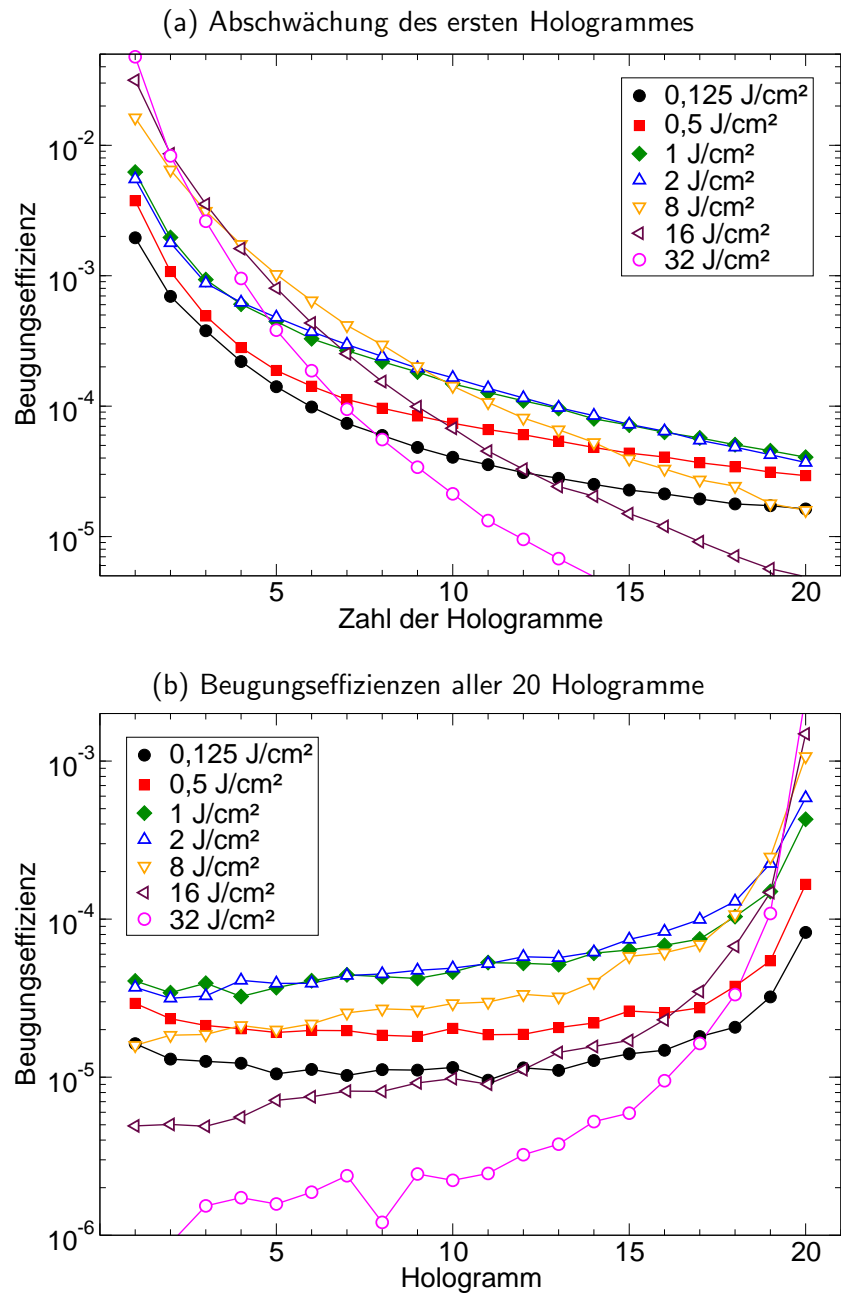 (a) Abschwächung des ersten Hologrammes
0,125 J/cm²
0,5 J/cm²
1 J/cm²
2 J/cm²
8 J/cm²
16 J/cm²
32 J/cm²
10⁻²
10⁻³
10⁻⁴
10⁻⁵
Beugungseffizienz
5 10 15 20
Zahl der Hologramme
(b) Beugungseffizienzen aller 20 Hologramme
0,125 J/cm²
0,5 J/cm²
1 J/cm²
2 J/cm²
8 J/cm²
16 J/cm²
32 J/cm²
10⁻³
10⁻⁴
10⁻⁵
10⁻⁶
Beugungseffizienz
5 10 15 20
Hologramm